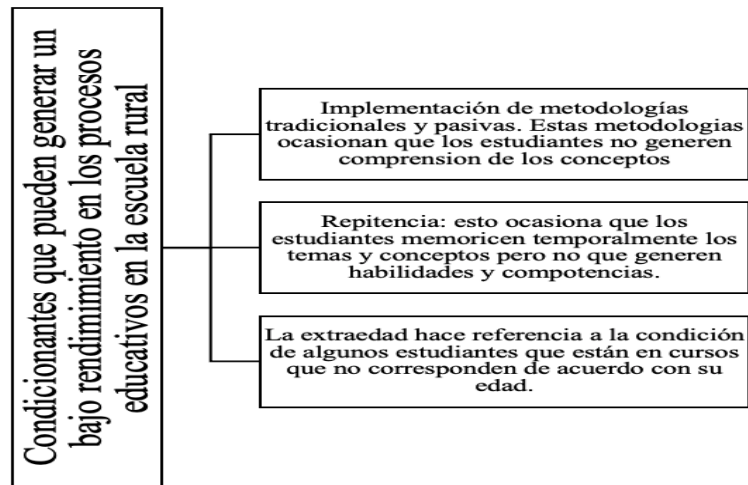 Condicionantes que pueden generar un
bajo rendimimiento en los procesos
educativos en la escuela rural
Implementación de metodologías
tradicionales y pasivas. Estas metodologias
ocasionan que los estudiantes no generen
comprension de los conceptos
Repitencia: esto ocasiona que los
estudiantes memoricen temporalmente los
temas y conceptos pero no que generen
habilidades y compotencias.
La extraedad hace referencia a la condición
de algunos estudiantes que están en cursos
que no corresponden de acuerdo con su
edad.